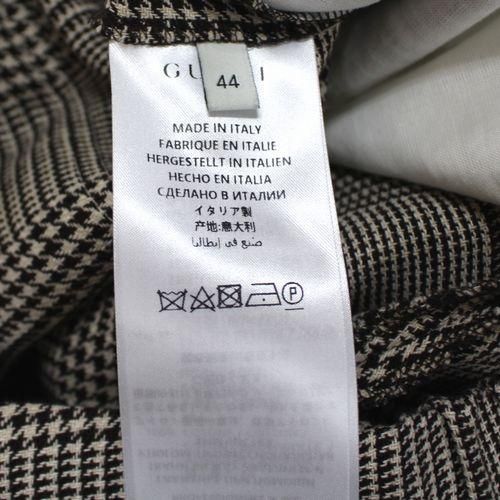 GUCCI
44
MADE IN ITALY
FABRIQUE EN ITALIE
HERGESTELLT IN ITALIEN
HECHO EN ITALIA
СДЕЛАНО В ИТАЛИИ
イタリア製
产地:意大利
صنع في إيطاليا
P